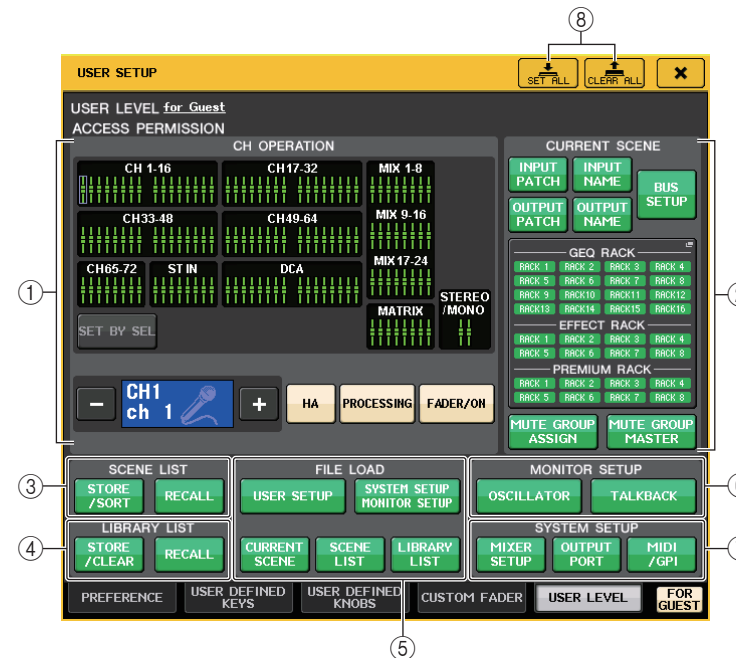 ⑧
USER SETUP
SET ALL
CLEAR ALL
USER LEVEL for Guest
ACCESS PERMISSION
CH OPERATION
CH 1-16
CH17-32
MIX 1-8
CH33-48
CH49-64
MIX 9-16
CH65-72
ST IN
DCA
MIX17-24
MATRIX
STEREO
/MONO
SET BY SEL
CH1
ch 1
HA
PROCESSING
FADER/ON
①
CURRENT SCENE
INPUT
PATCH
INPUT
NAME
BUS
SETUP
OUTPUT
PATCH
OUTPUT
NAME
GEQ RACK
RACK 1 RACK 2 RACK 3 RACK 4
RACK 5 RACK 6 RACK 7 RACK 8
RACK 9 RACK10 RACK11 RACK12
RACK13 RACK14 RACK15 RACK16
EFFECT RACK
RACK 1 RACK 2 RACK 3 RACK 4
RACK 5 RACK 6 RACK 7 RACK 8
PREMIUM RACK
RACK 1 RACK 2 RACK 3 RACK 4
RACK 5 RACK 6 RACK 7 RACK 8
MUTE GROUP
ASSIGN
MUTE GROUP
MASTER
③
SCENE LIST
STORE
/SORT
RECALL
④
LIBRARY LIST
STORE
/CLEAR
RECALL
FILE LOAD
USER SETUP
SYSTEM SETUP
MONITOR SETUP
CURRENT
SCENE
SCENE
LIST
LIBRARY
LIST
MONITOR SETUP
OSCILLATOR
TALKBACK
SYSTEM SETUP
MIXER
SETUP
OUTPUT
PORT
MIDI
/GPI
PREFERENCE
USER DEFINED
KEYS
USER DEFINED
KNOBS
CUSTOM FADER
USER LEVEL
FOR
GUEST
⑤